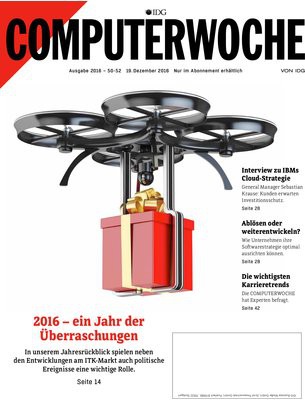 IDG
COMPUTERWOCHE
Ausgabe 2016 – 50-52 19. Dezember 2016 Nur im Abonnement erhältlich
VON IDG
Interview zu IBMs
Cloud-Strategie
General Manager Sebastian
Krause: Kunden erwarten
Investitionsschutz.
Seite 28
Ablösen oder
weiterentwickeln?
Wie Unternehmen ihre
Softwarestrategie optimal
ausrichten können.
Seite 29
Die wichtigsten
Karrieretrends
Die COMPUTERWOCHE
hat Experten befragt.
Seite 42
2016 – ein Jahr der
Überraschungen
In unserem Jahresrückblick spielen neben
den Entwicklungen am ITK-Markt auch politische
Ereignisse eine wichtige Rolle.
Seite 14